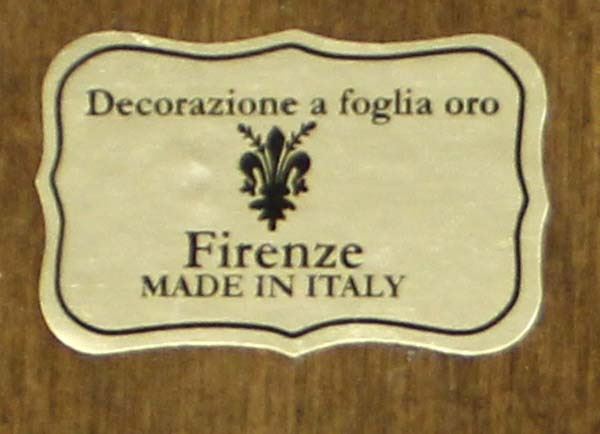 Decorazione a foglia oro
Firenze
MADE IN ITALY